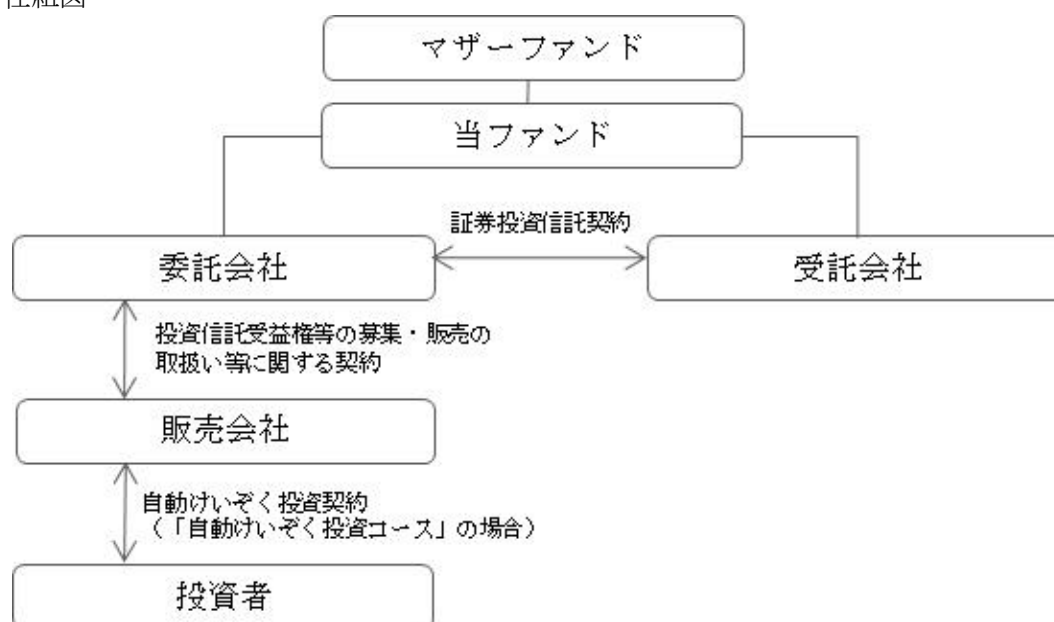 仕組図
マザーファンド
当ファンド
証券投資信託契約
委託会社
受託会社
投資信託受益権等の募集・販売の
取扱い等に関する契約
販売会社
自動けいぞく投資契約
（「自動けいぞく投資コース」の場合）
投資者